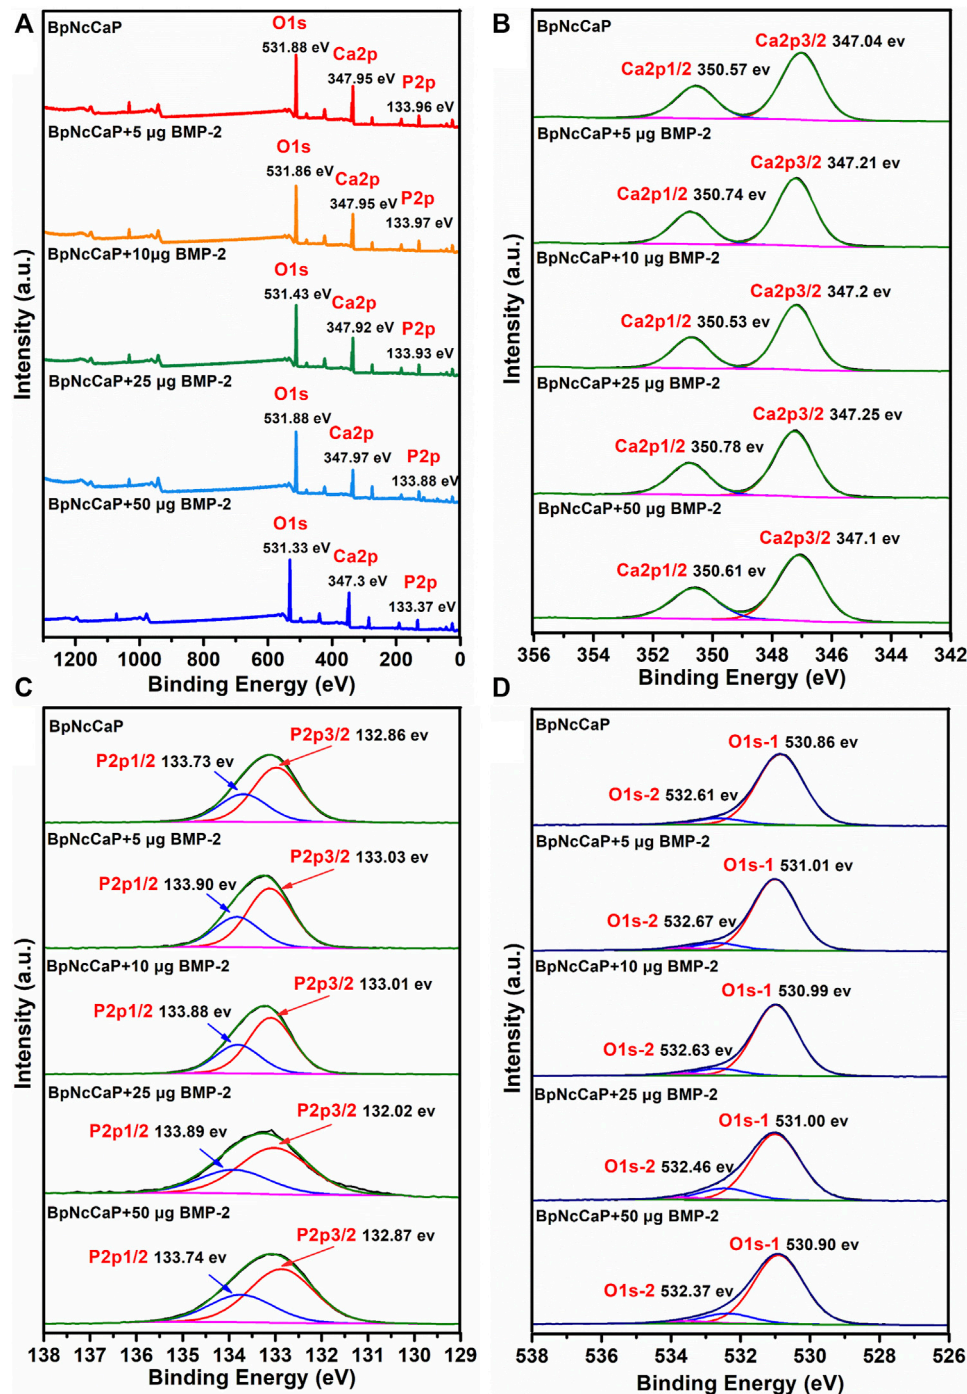 A
BpNcCaP
O1s
531.88 eV
Ca2p
347.95 eV
P2p
133.96 eV
BpNcCaP+5 µg BMP-2
O1s
531.86 eV
Ca2p
347.95 eV
P2p
133.97 eV
BpNcCaP+10µg BMP-2
O1s
531.43 eV
Ca2p
347.92 eV
P2p
133.93 eV
BpNcCaP+25 µg BMP-2
O1s
531.88 eV
Ca2p
347.97 eV
P2p
133.88 eV
BpNcCaP+50 µg BMP-2
O1s
531.33 eV
Ca2p
347.3 eV
P2p
133.37 eV
Intensity (a.u.)
1200 1000 800 600 400 200 0
Binding Energy (eV)
B
BpNcCaP
Ca2p3/2 347.04 ev
Ca2p1/2 350.57 ev
BpNcCaP+5 µg BMP-2
Ca2p3/2 347.21 ev
Ca2p1/2 350.74 ev
BpNcCaP+10 µg BMP-2
Ca2p3/2 347.2 ev
Ca2p1/2 350.53 ev
BpNcCaP+25 µg BMP-2
Ca2p3/2 347.25 ev
Ca2p1/2 350.78 ev
BpNcCaP+50 µg BMP-2
Ca2p3/2 347.1 ev
Ca2p1/2 350.61 ev
Intensity (a.u.)
356 354 352 350 348 346 344 342
Binding Energy (eV)
C
BpNcCaP
P2p3/2 132.86 ev
P2p1/2 133.73 ev
BpNcCaP+5 µg BMP-2
P2p3/2 133.03 ev
P2p1/2 133.90 ev
BpNcCaP+10 µg BMP-2
P2p3/2 133.01 ev
P2p1/2 133.88 ev
BpNcCaP+25 µg BMP-2
P2p3/2 132.02 ev
P2p1/2 133.89 ev
BpNcCaP+50 µg BMP-2
P2p3/2 132.87 ev
P2p1/2 133.74 ev
Intensity (a.u.)
138 137 136 135 134 133 132 131 130 129
Binding Energy (eV)
D
BpNcCaP
O1s-1 530.86 ev
O1s-2 532.61 ev
BpNcCaP+5 µg BMP-2
O1s-1 531.01 ev
O1s-2 532.67 ev
BpNcCaP+10 µg BMP-2
O1s-1 530.99 ev
O1s-2 532.63 ev
BpNcCaP+25 µg BMP-2
O1s-1 531.00 ev
O1s-2 532.46 ev
BpNcCaP+50 µg BMP-2
O1s-1 530.90 ev
O1s-2 532.37 ev
Intensity (a.u.)
538 536 534 532 530 528 526
Binding Energy (eV)